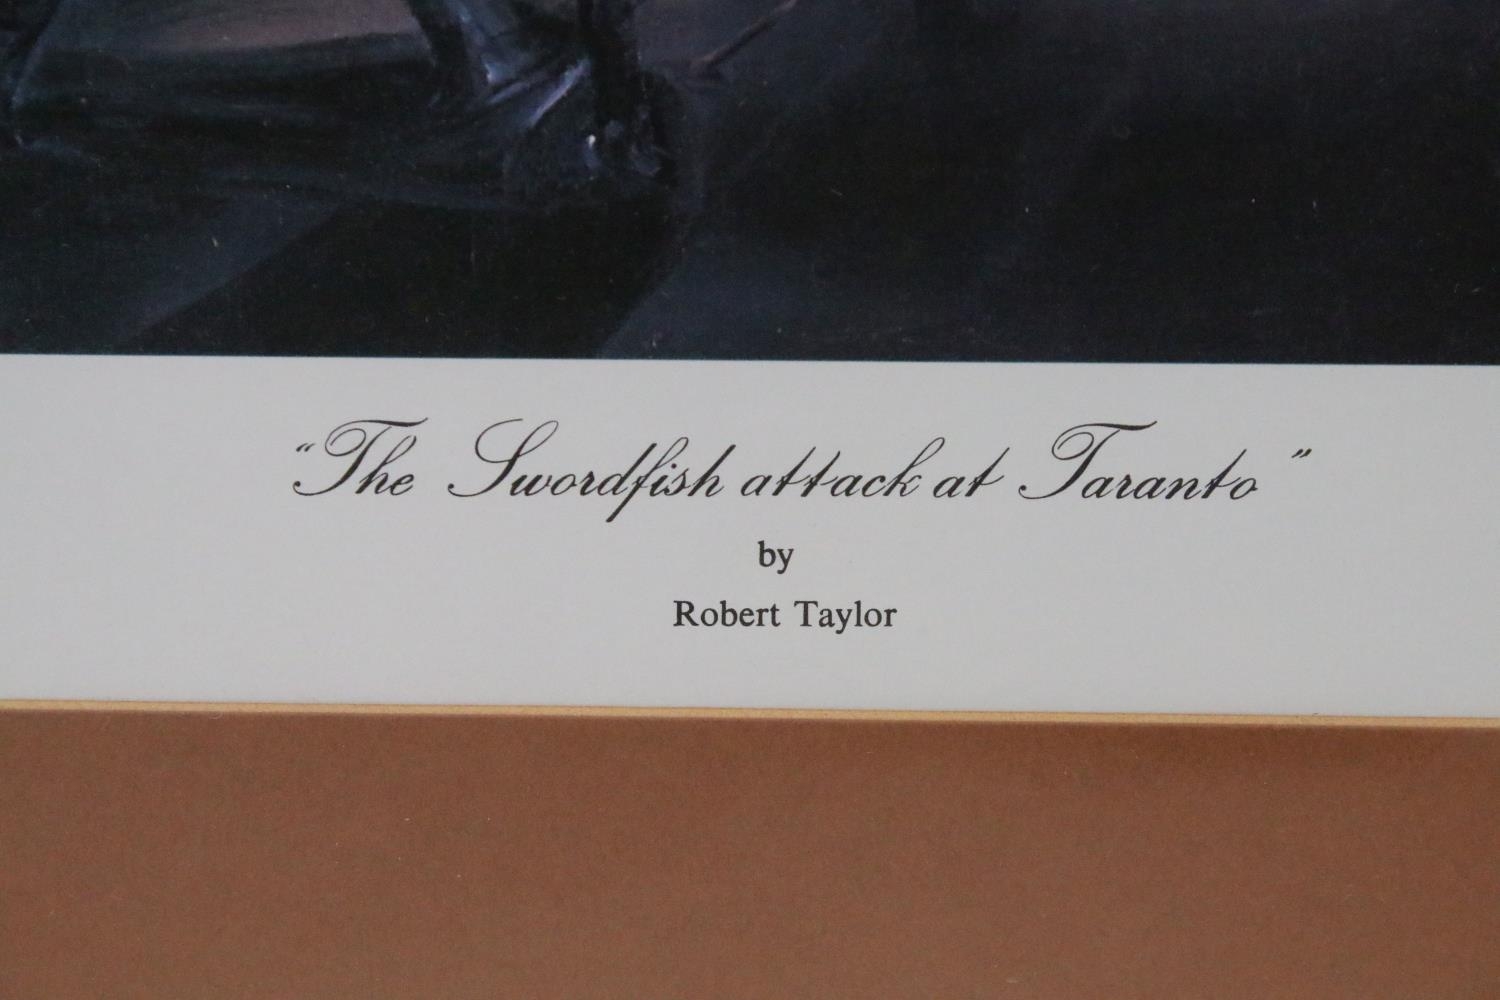 "The Swordfish attack at Taranto"
by
Robert Taylor